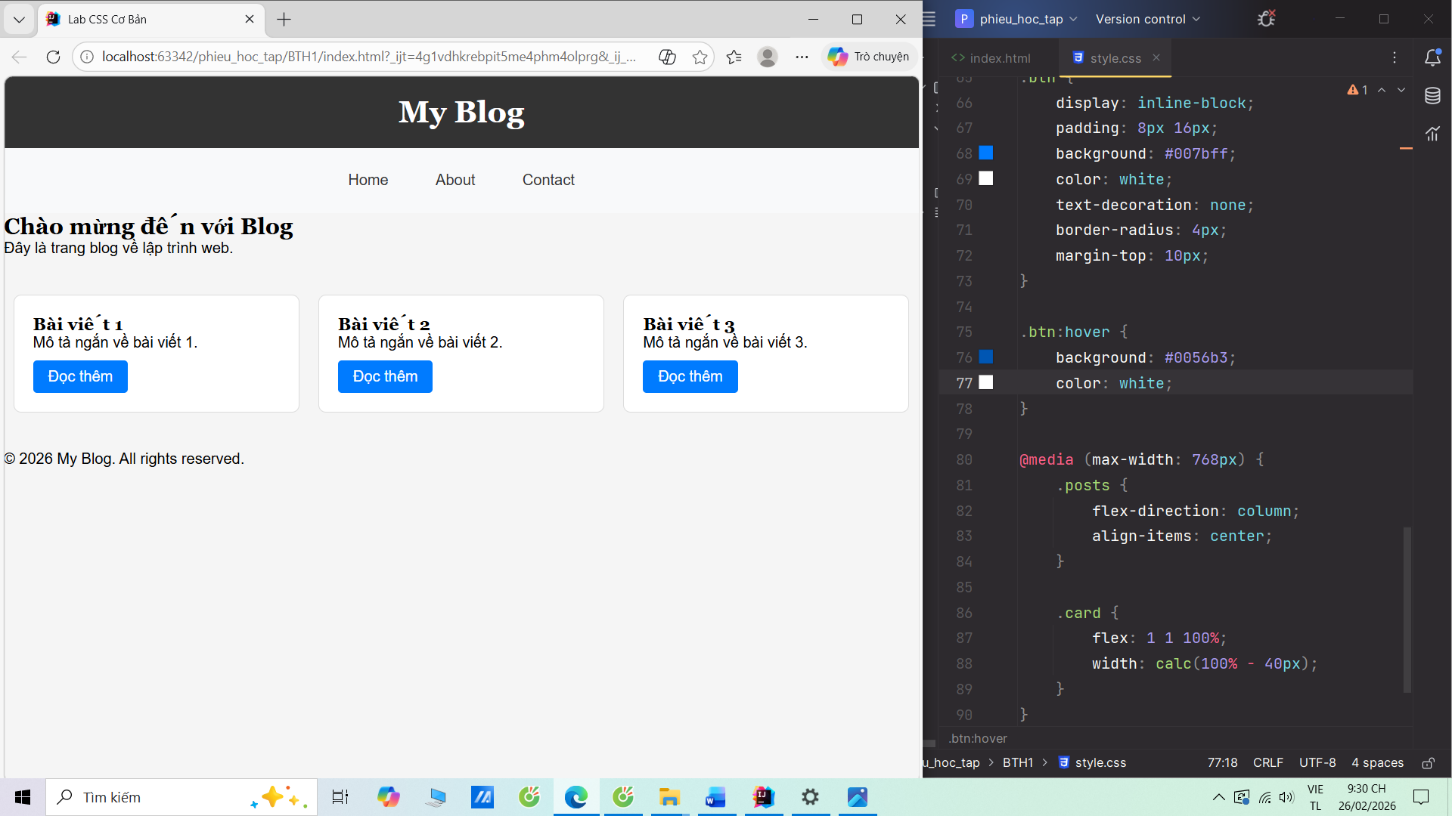 Lab CSS Cơ Bản
localhost:63342/phieu_hoc_tap/BTH1/index.html?_ijt=4g1vdhkrebpit5me4phm4olprg&_ij_...
Trò chuyện
My Blog
Home About Contact
Chào mừng đến với Blog
Đây là trang blog về lập trình web.
Bài viết 1
Mô tả ngắn về bài viết 1.
Đọc thêm
Bài viết 2
Mô tả ngắn về bài viết 2.
Đọc thêm
Bài viết 3
Mô tả ngắn về bài viết 3.
Đọc thêm
© 2026 My Blog. All rights reserved.
P phieu_hoc_tap Version control
<> index.html style.css
1
65 .btn {
66 display: inline-block;
67 padding: 8px 16px;
68 background: #007bff;
69 color: white;
70 text-decoration: none;
71 border-radius: 4px;
72 margin-top: 10px;
73 }
74
75 .btn:hover {
76 background: #0056b3;
77 color: white;
78 }
79
80 @media (max-width: 768px) {
81 .posts {
82 flex-direction: column;
83 align-items: center;
84 }
85
86 .card {
87 flex: 1 1 100%;
88 width: calc(100% - 40px);
89 }
90 }
.btn:hover
u_hoc_tap > BTH1 > style.css 77:18 CRLF UTF-8 4 spaces
Tìm kiếm
VIE
TL
9:30 CH
26/02/2026